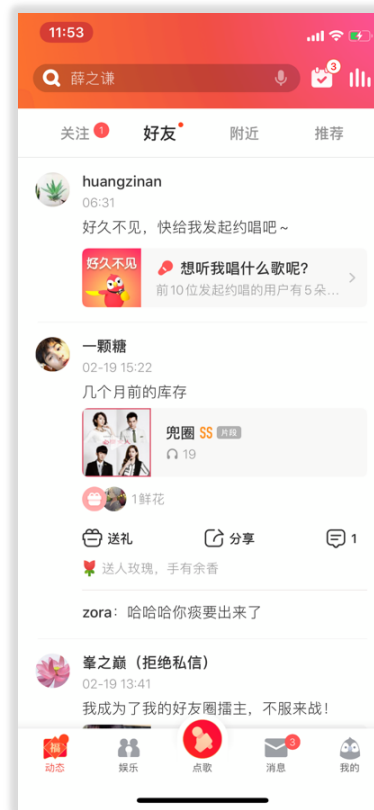 11:53
薛之谦
3
关注 1
好友
附近
推荐
huangzinan
06:31
好久不见，快给我发起约唱吧～
好久不见
想听我唱什么歌呢？
前10位发起约唱的用户有5朵...
一颗糖
02-19 15:22
几个月前的库存
兜圈 SS 片段
19
1鲜花
送礼
分享
1
送人玫瑰，手有余香
zora：哈哈哈你痰要出来了
峯之巅（拒绝私信）
02-19 13:41
我成为了我的好友圈擂主，不服来战！
福
3
动态
娱乐
点歌
消息
我的